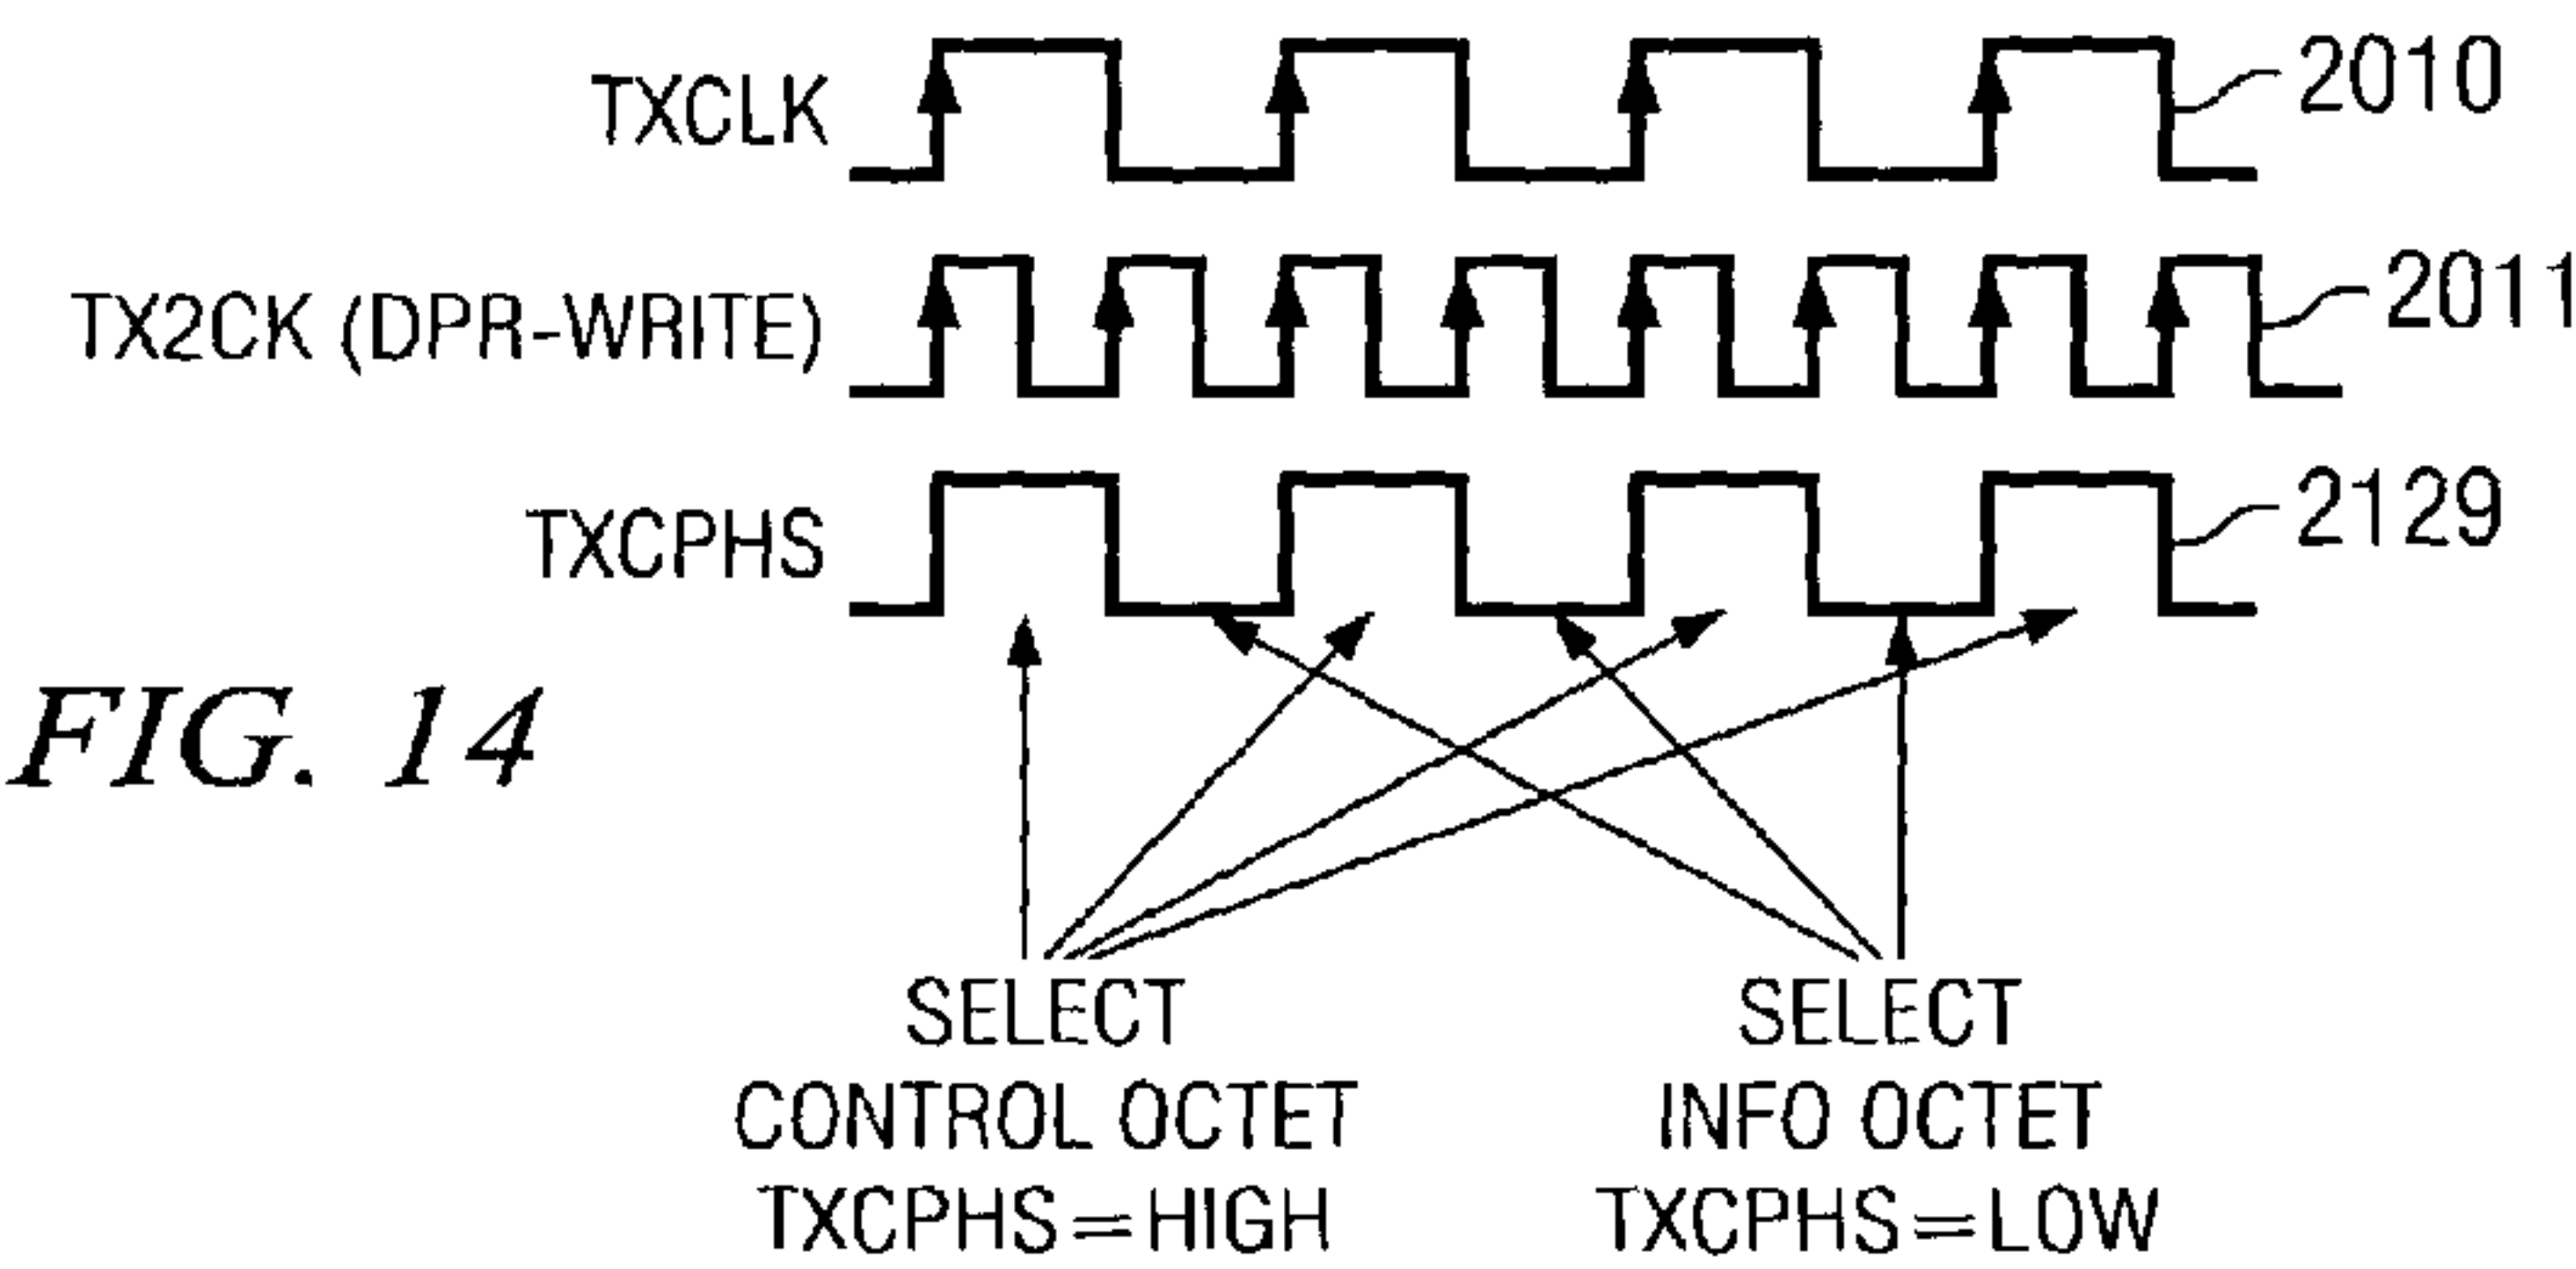 TXCLK 2010
TX2CK (DPR-WRITE) 2011
TXCPHS 2129
FIG. 14
SELECT
CONTROL OCTET
TXCPHS=HIGH
SELECT
INFO OCTET
TXCPHS=LOW